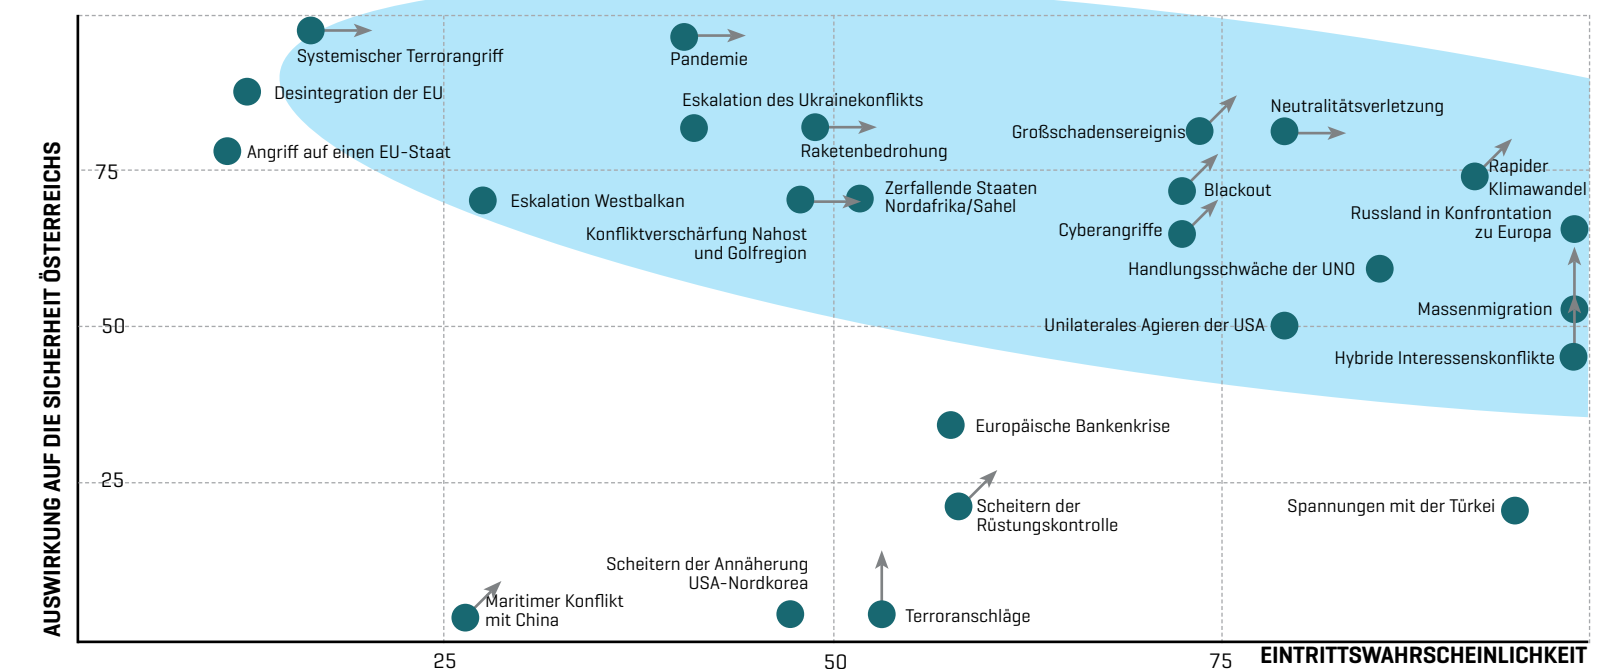 AUSWIRKUNG AUF DIE SICHERHEIT ÖSTERREICHS
Systemischer Terrorangriff
Pandemie
Desintegration der EU
Eskalation des Ukrainekonflikts
Raketenbedrohung
Großschadensereignis
Neutralitätsverletzung
Angriff auf einen EU-Staat
75
Rapider
Klimawandel
Eskalation Westbalkan
Zerfallende Staaten
Nordafrika/Sahel
Blackout
Konfliktverschärfung Nahost
und Golfregion
Cyberangriffe
Russland in Konfrontation
zu Europa
Handlungsschwäche der UNO
Massenmigration
50
Unilaterales Agieren der USA
Hybride Interessenskonflikte
Europäische Bankenkrise
25
Scheitern der
Rüstungskontrolle
Spannungen mit der Türkei
Scheitern der Annäherung
USA-Nordkorea
Maritimer Konflikt
mit China
Terroranschläge
25
50
75
EINTRITTSWAHRSCHEINLICHKEIT